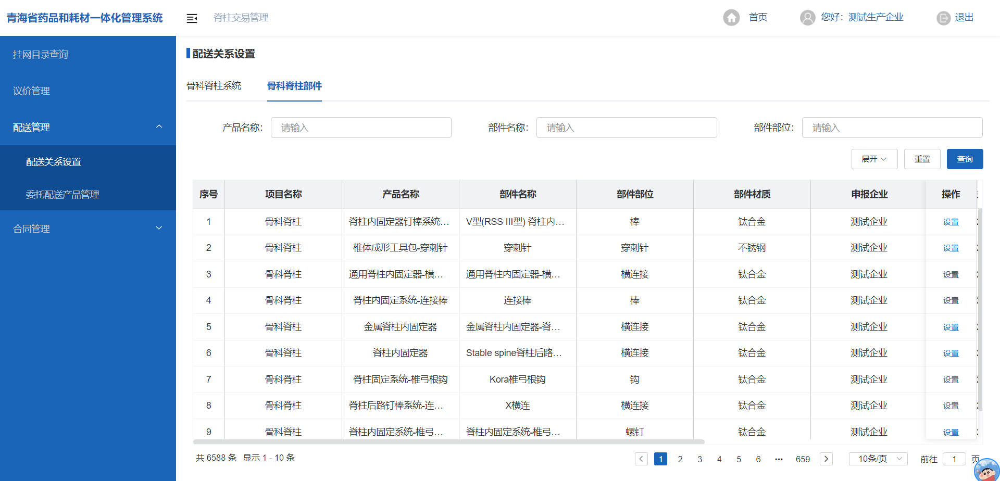 青海省药品和耗材一体化管理系统
脊柱交易管理
首页
您好：测试生产企业
退出
挂网目录查询
议价管理
配送管理
配送关系设置
委托配送产品管理
合同管理
配送关系设置
骨科脊柱系统 骨科脊柱部件
产品名称： 请输入 部件名称： 请输入 部件部位： 请输入
展开 重置 查询
序号 项目名称 产品名称 部件名称 部件部位 部件材质 申报企业 操作
1 骨科脊柱 脊柱内固定器钉棒系统... V型(RSS III型) 脊柱内... 棒 钛合金 测试企业 设置
2 骨科脊柱 椎体成形工具包-穿刺针 穿刺针 穿刺针 不锈钢 测试企业 设置
3 骨科脊柱 通用脊柱内固定器-横... 通用脊柱内固定器-横... 横连接 钛合金 测试企业 设置
4 骨科脊柱 脊柱内固定系统-连接棒 连接棒 棒 钛合金 测试企业 设置
5 骨科脊柱 金属脊柱内固定器 金属脊柱内固定器-脊... 横连接 钛合金 测试企业 设置
6 骨科脊柱 脊柱内固定器 Stable spine脊柱后路... 横连接 钛合金 测试企业 设置
7 骨科脊柱 脊柱固定系统-椎弓根钩 Kora椎弓根钩 钩 钛合金 测试企业 设置
8 骨科脊柱 脊柱后路钉棒系统-连... X横连 横连接 钛合金 测试企业 设置
9 骨科脊柱 脊柱内固定系统-椎弓... 脊柱内固定系统-椎弓... 螺钉 钛合金 测试企业 设置
共 6588 条 显示 1 - 10 条
1 2 3 4 5 6 ••• 659 10条/页 前往 1 页